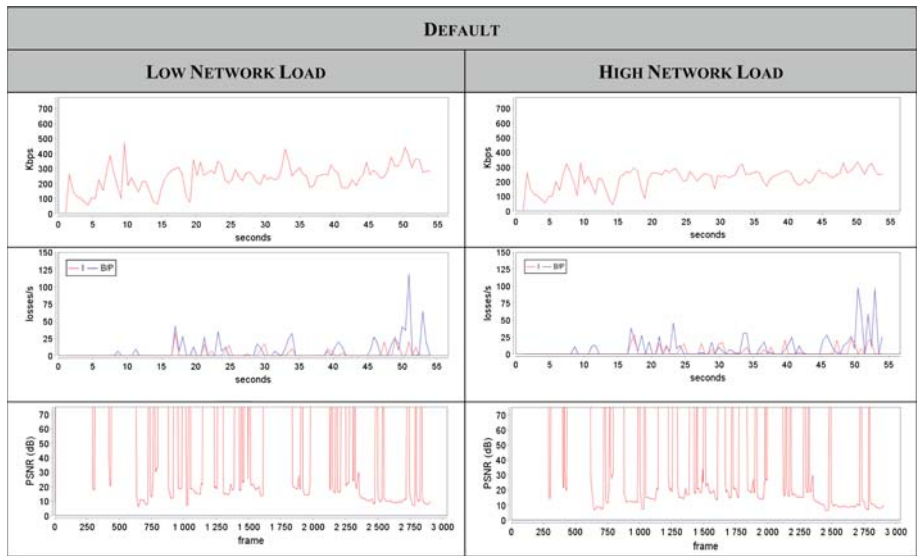 DEFAULT
LOW NETWORK LOAD
HIGH NETWORK LOAD
Kbps
700
600
500
400
300
200
100
0
0 5 10 15 20 25 30 35 40 45 50 55
seconds
Kbps
700
600
500
400
300
200
100
0
0 5 10 15 20 25 30 35 40 45 50 55
seconds
losses/s
150
125
100
75
50
25
0
I B/P
0 5 10 15 20 25 30 35 40 45 50 55
seconds
losses/s
150
125
100
75
50
25
0
I B/P
0 5 10 15 20 25 30 35 40 45 50 55
seconds
PSNR (dB)
70
60
50
40
30
20
10
0
0 250 500 750 1 000 1 250 1 500 1 750 2 000 2 250 2 500 2 750 3 000
frame
PSNR (dB)
70
60
50
40
30
20
10
0
0 250 500 750 1 000 1 250 1 500 1 750 2 000 2 250 2 500 2 750 3 000
frame